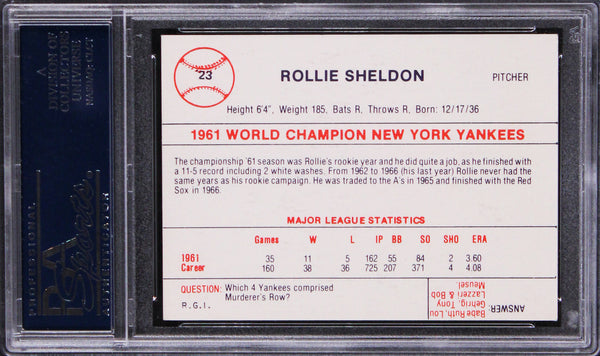 A
DIVISION OF
COLLECTORS
UNIVERSE
NASDAQ: CLCT
PROFESSIONAL
PSA
Sports
AUTHENTICATOR
23
ROLLIE SHELDON
PITCHER
Height 6'4", Weight 185, Bats R, Throws R, Born: 12/17/36
1961 WORLD CHAMPION NEW YORK YANKEES
The championship '61 season was Rollie's rookie year and he did quite a job, as he finished with
a 11-5 record including 2 white washes. From 1962 to 1966 (his last year) Rollie never had the
same years as his rookie campaign. He was traded to the A's in 1965 and finished with the Red
Sox in 1966.
MAJOR LEAGUE STATISTICS
Games W L IP BB SO SHO ERA
1961 35 11 5 162 55 84 2 3.60
Career 160 38 36 725 207 371 4 4.08
QUESTION: Which 4 Yankees comprised
Murderer's Row?
R.G.I.
ANSWER:
Babe Ruth, Lou
Gehrig, Tony
Lazzeri & Bob
Meusel.